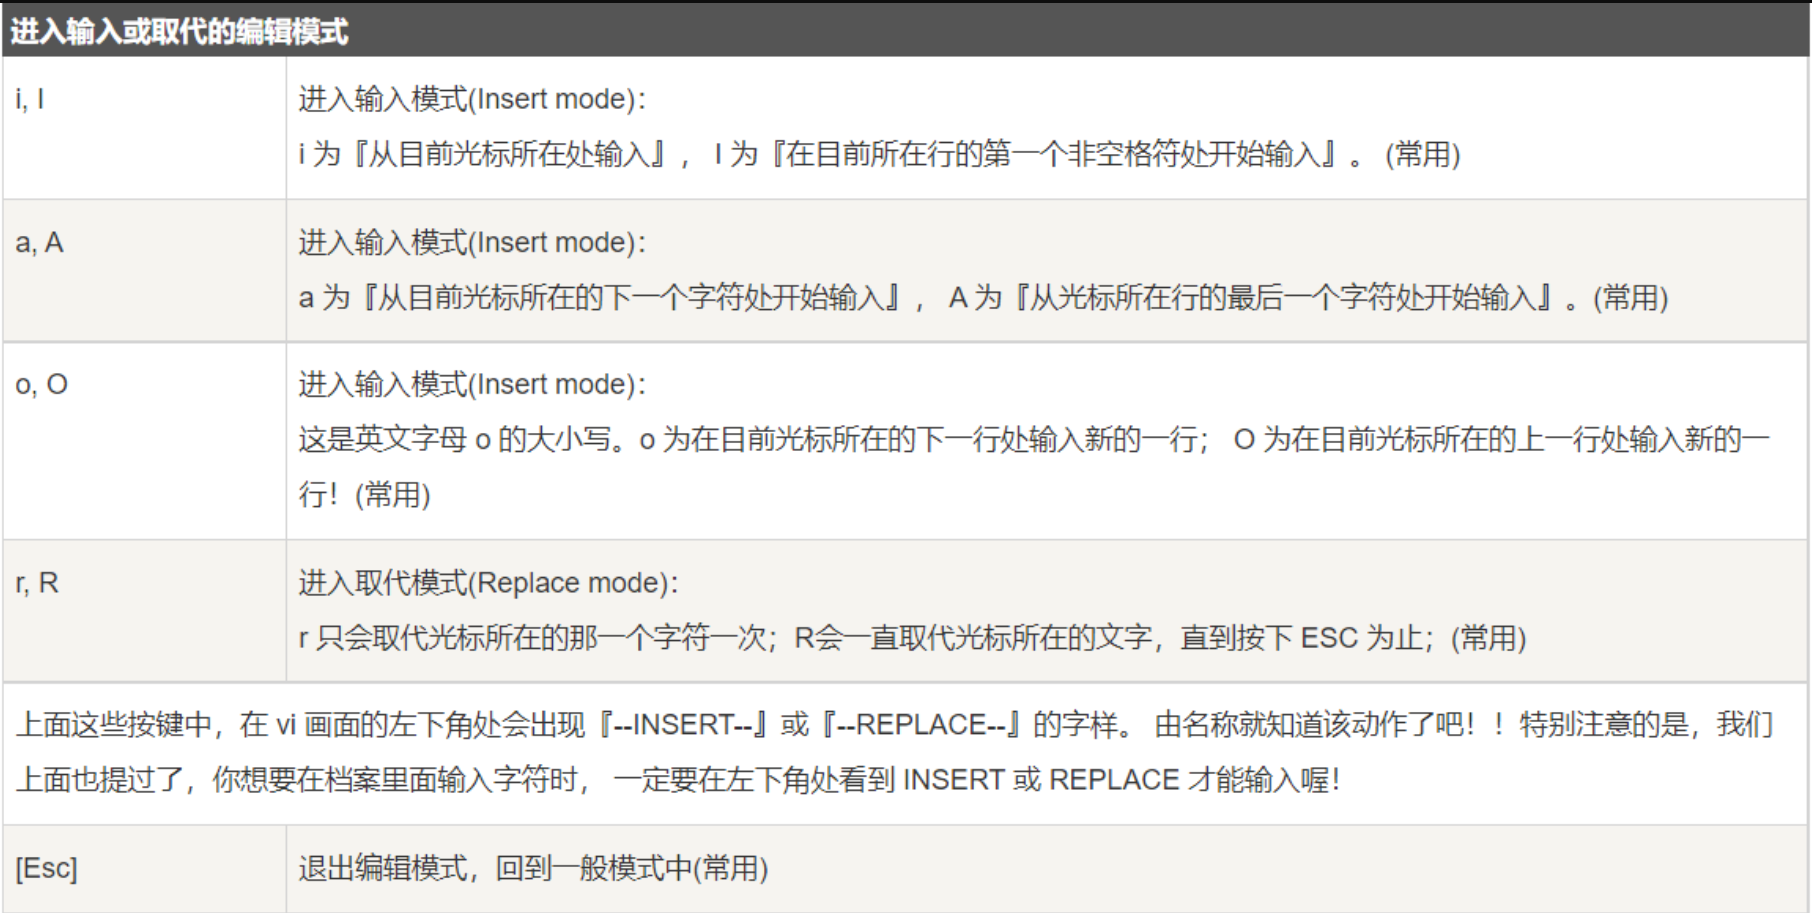 进入输入或取代的编辑模式
i, I
进入输入模式(Insert mode)：
i 为『从目前光标所在处输入』， I 为『在目前所在行的第一个非空格符处开始输入』。 (常用)
a, A
进入输入模式(Insert mode)：
a 为『从目前光标所在的下一个字符处开始输入』， A 为『从光标所在行的最后一个字符处开始输入』。(常用)
o, O
进入输入模式(Insert mode)：
这是英文字母 o 的大小写。o 为在目前光标所在的下一行处输入新的一行； O 为在目前光标所在的上一行处输入新的一
行！(常用)
r, R
进入取代模式(Replace mode)：
r 只会取代光标所在的那一个字符一次；R会一直取代光标所在的文字，直到按下 ESC 为止；(常用)
上面这些按键中，在 vi 画面的左下角处会出现『--INSERT--』或『--REPLACE--』的字样。 由名称就知道该动作了吧！！特别注意的是，我们
上面也提过了，你想要在档案里面输入字符时， 一定要在左下角处看到 INSERT 或 REPLACE 才能输入喔！
[Esc]
退出编辑模式，回到一般模式中(常用)